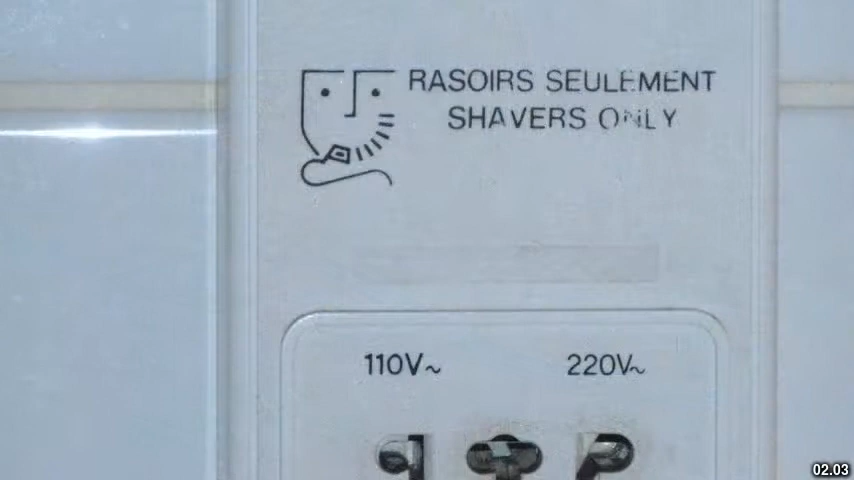 RASOIRS SEULEMENT
SHAVERS ONLY
110V~ 220V~
02.03